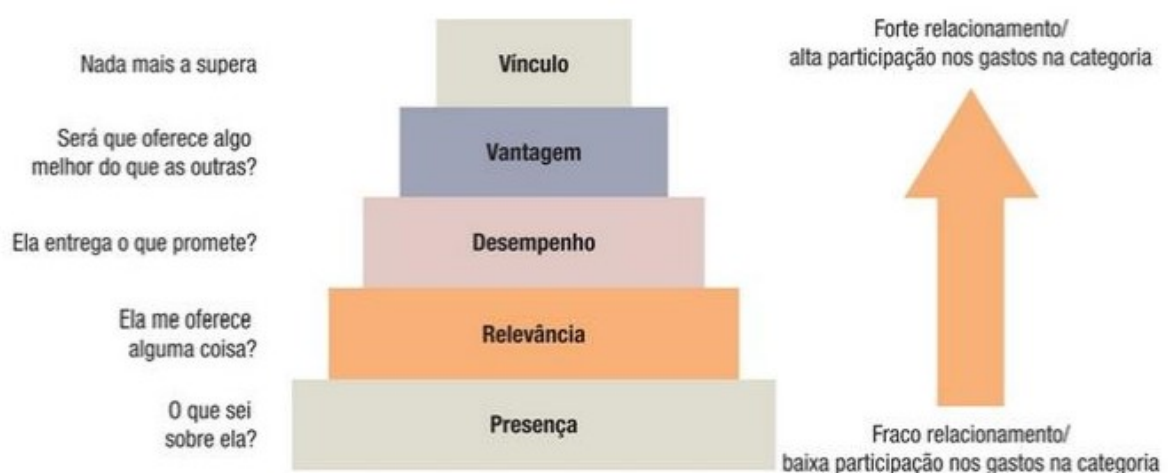 Nada mais a supera
Vínculo
Forte relacionamento/
alta participação nos gastos na categoria
Será que oferece algo
melhor do que as outras?
Vantagem
Ela entrega o que promete?
Desempenho
Ela me oferece
alguma coisa?
Relevância
O que sei
sobre ela?
Presença
Fraco relacionamento/
baixa participação nos gastos na categoria